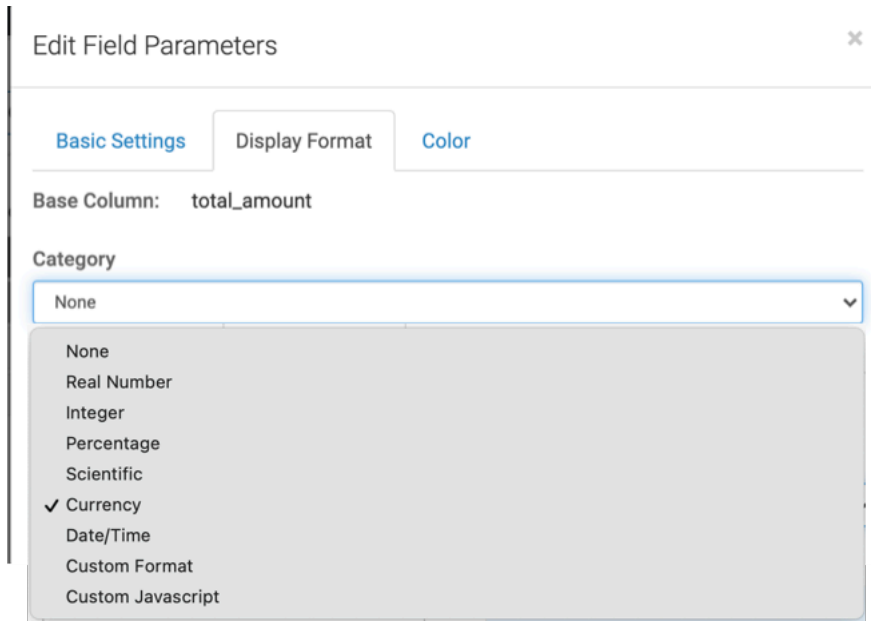 Edit Field Parameters ×
Basic Settings Display Format Color
Base Column: total_amount
Category
None
None
Real Number
Integer
Percentage
Scientific
✓ Currency
Date/Time
Custom Format
Custom Javascript